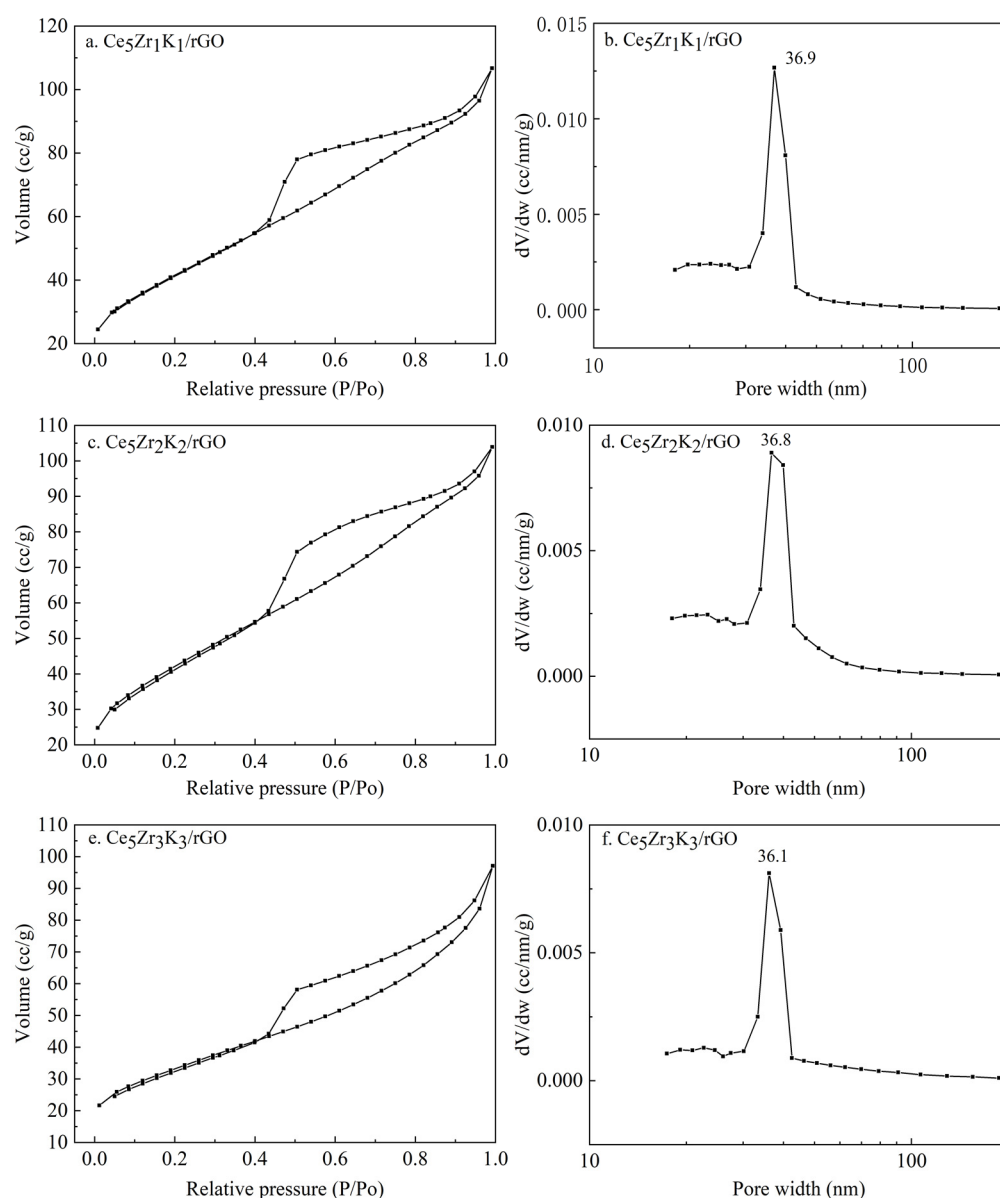 a. Ce5Zr1K1/rGO
120
100
80
60
40
20
0.0 0.2 0.4 0.6 0.8 1.0
Volume (cc/g)
Relative pressure (P/Po)
b. Ce5Zr1K1/rGO
36.9
0.015
0.010
0.005
0.000
10 100
dV/dw (cc/nm/g)
Pore width (nm)
c. Ce5Zr2K2/rGO
110
100
90
80
70
60
50
40
30
20
0.0 0.2 0.4 0.6 0.8 1.0
Volume (cc/g)
Relative pressure (P/Po)
d. Ce5Zr2K2/rGO
36.8
0.010
0.005
0.000
10 100
dV/dw (cc/nm/g)
Pore width (nm)
e. Ce5Zr3K3/rGO
110
100
90
80
70
60
50
40
30
20
10
0.0 0.2 0.4 0.6 0.8 1.0
Volume (cc/g)
Relative pressure (P/Po)
f. Ce5Zr3K3/rGO
36.1
0.010
0.005
0.000
10 100
dV/dw (cc/nm/g)
Pore width (nm)